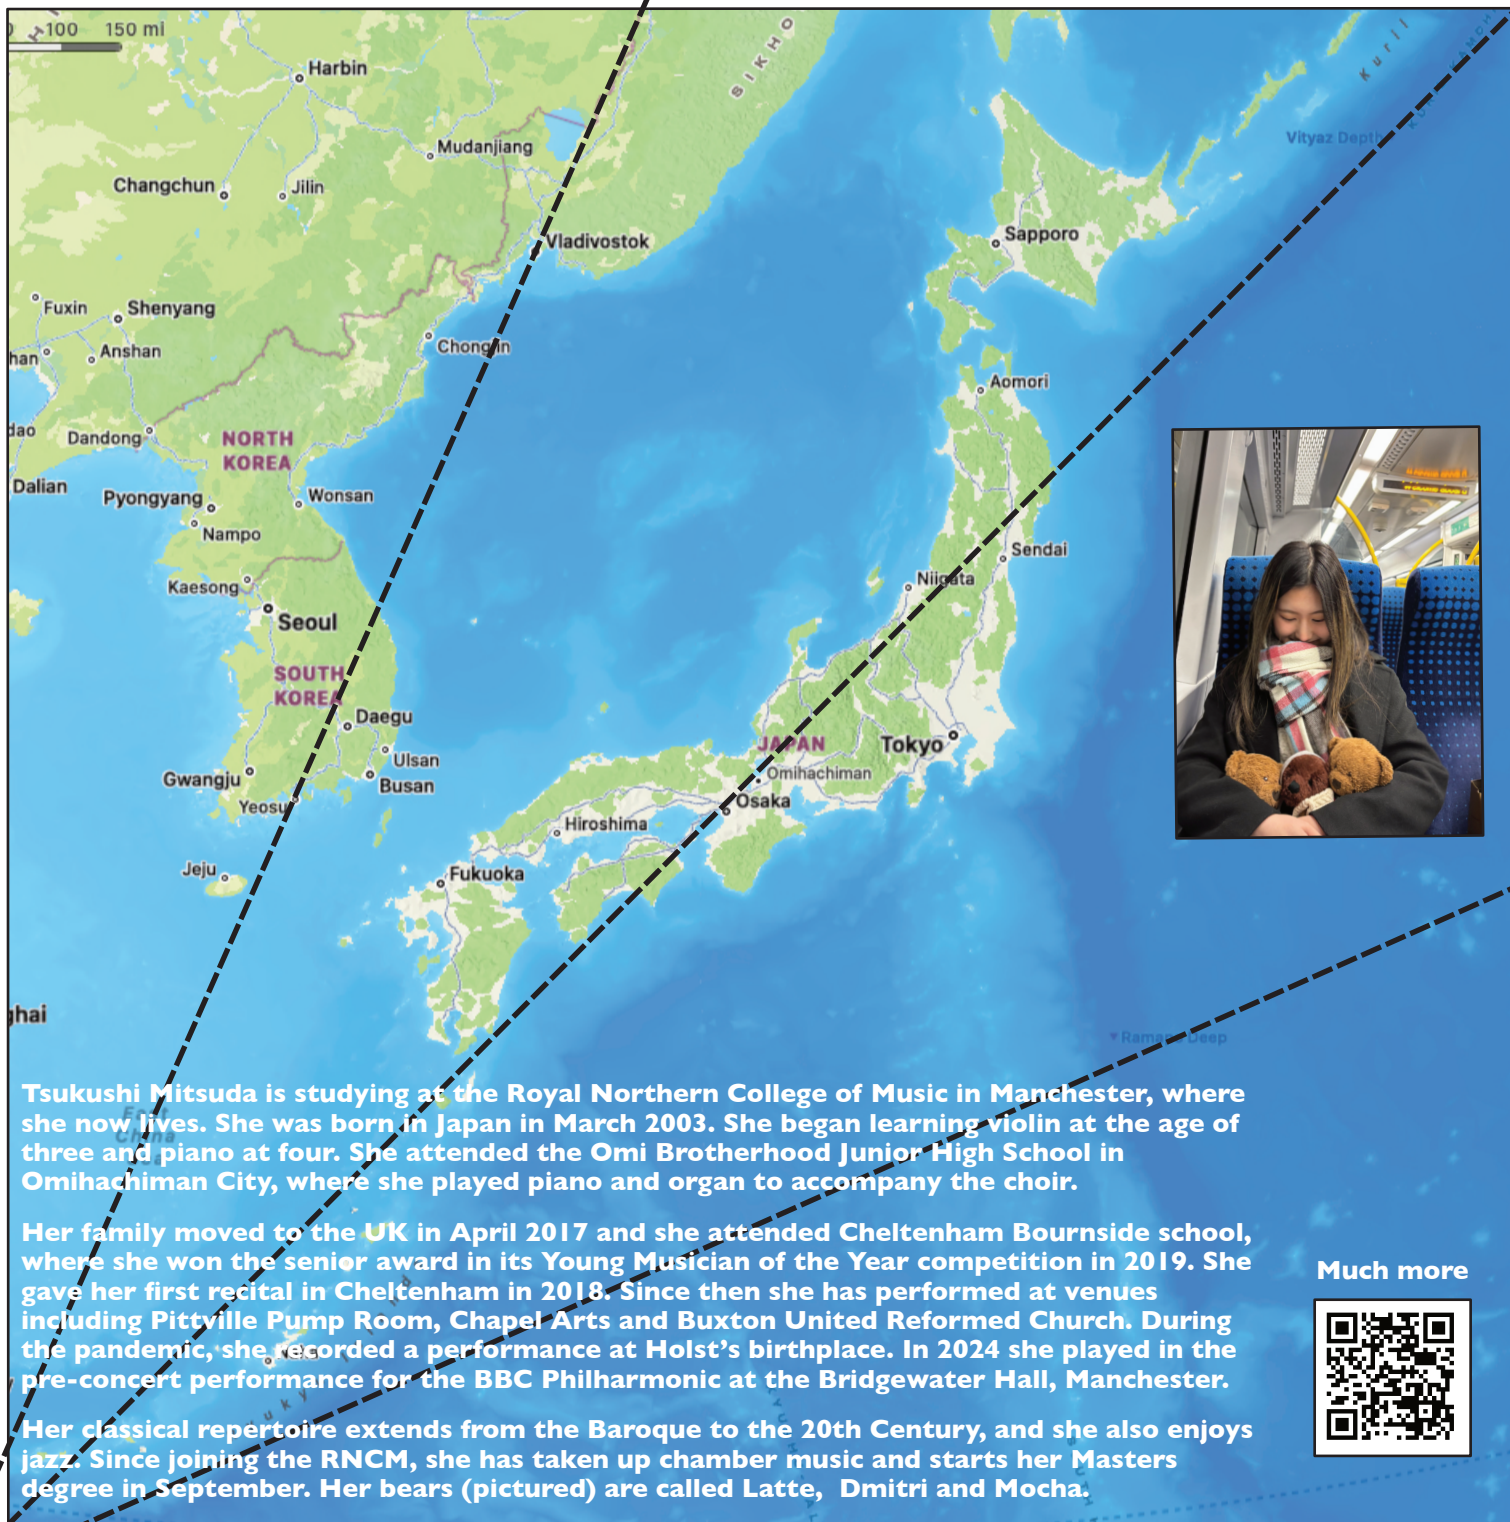 100 150 mi
Harbin
SIKHO
Kuril
Mudanjiang
Vityaz Depth
Changchun
Jilin
Vladivostok
Sapporo
Fuxin
Shenyang
han
Anshan
Chongjin
Aomori
dao
Dandong
NORTH
KOREA
Dalian
Pyongyang
Wonsan
Nampo
Sendai
Kaesong
Niigata
Seoul
SOUTH
KOREA
Daegu
JAPAN
Tokyo
Ulsan
Omihachiman
Gwangju
Busan
Yeosu
Osaka
Hiroshima
Jeju
Fukuoka
ghai
Ramapo Deep
East
China
Sea
Tsukushi Mitsuda is studying at the Royal Northern College of Music in Manchester, where
she now lives. She was born in Japan in March 2003. She began learning violin at the age of
three and piano at four. She attended the Omi Brotherhood Junior High School in
Omihachiman City, where she played piano and organ to accompany the choir.
Her family moved to the UK in April 2017 and she attended Cheltenham Bournside school,
where she won the senior award in its Young Musician of the Year competition in 2019. She
gave her first recital in Cheltenham in 2018. Since then she has performed at venues
including Pittville Pump Room, Chapel Arts and Buxton United Reformed Church. During
the pandemic, she recorded a performance at Holst’s birthplace. In 2024 she played in the
pre-concert performance for the BBC Philharmonic at the Bridgewater Hall, Manchester.
Her classical repertoire extends from the Baroque to the 20th Century, and she also enjoys
jazz. Since joining the RNCM, she has taken up chamber music and starts her Masters
degree in September. Her bears (pictured) are called Latte, Dmitri and Mocha.
Much more